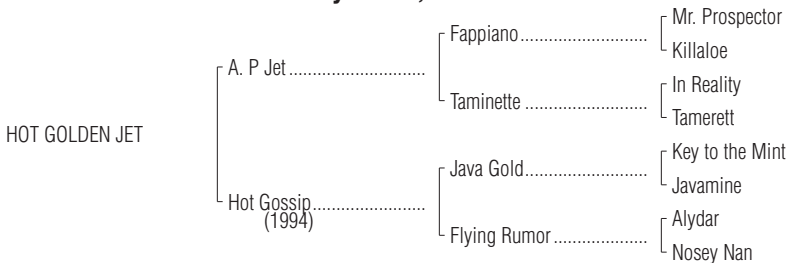 Mr. Prospector
Fappiano
Killaloe
A. P Jet
In Reality
Taminette
Tamerett
HOT GOLDEN JET
Key to the Mint
Java Gold
Javamine
Hot Gossip
(1994)
Alydar
Flying Rumor
Nosey Nan